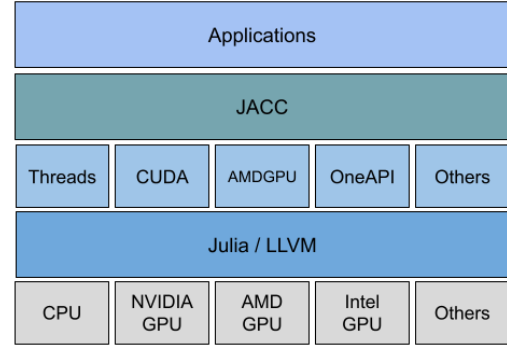 Applications
JACC
Threads CUDA AMDGPU OneAPI Others
Julia / LLVM
CPU
NVIDIA
GPU
AMD
GPU
Intel
GPU
Others